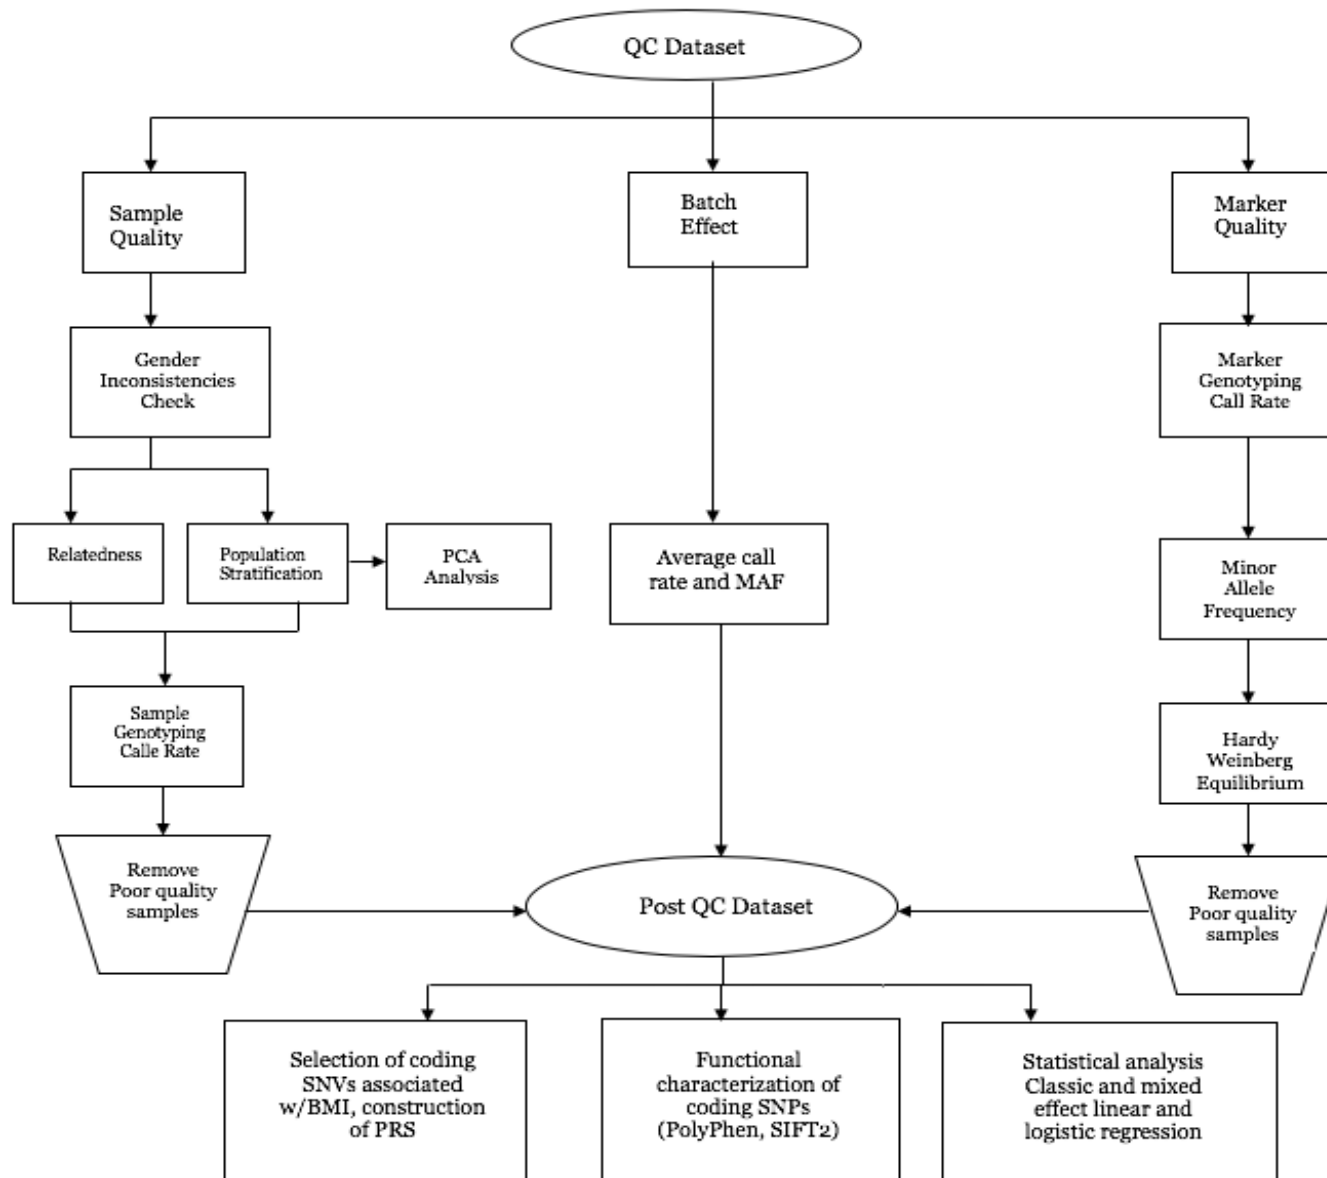 QC Dataset
Sample
Quality
Batch
Effect
Marker
Quality
Gender
Inconsistencies
Check
Marker
Genotyping
Call Rate
Relatedness
Population
Stratification
PCA
Analysis
Average call
rate and MAF
Minor
Allele
Frequency
Sample
Genotyping
Calle Rate
Hardy
Weinberg
Equilibrium
Remove
Poor quality
samples
Post QC Dataset
Remove
Poor quality
samples
Selection of coding
SNVs associated
w/BMI, construction
of PRS
Functional
characterization of
coding SNPs
(PolyPhen, SIFT2)
Statistical analysis
Classic and mixed
effect linear and
logistic regression